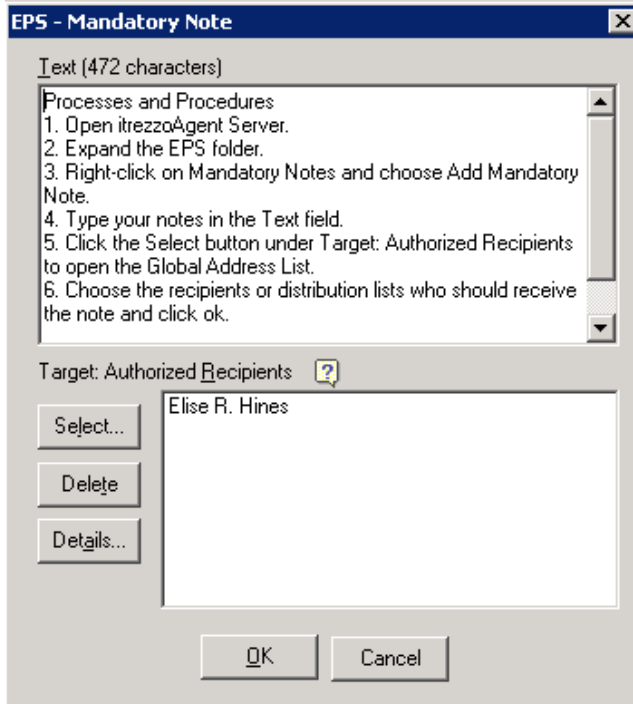 EPS - Mandatory Note
Text (472 characters)
Processes and Procedures
1. Open itrezzoAgent Server.
2. Expand the EPS folder.
3. Right-click on Mandatory Notes and choose Add Mandatory
Note.
4. Type your notes in the Text field.
5. Click the Select button under Target: Authorized Recipients
to open the Global Address List.
6. Choose the recipients or distribution lists who should receive
the note and click ok.
Target: Authorized Recipients ?
Select...
Elise R. Hines
Delete
Details...
OK Cancel